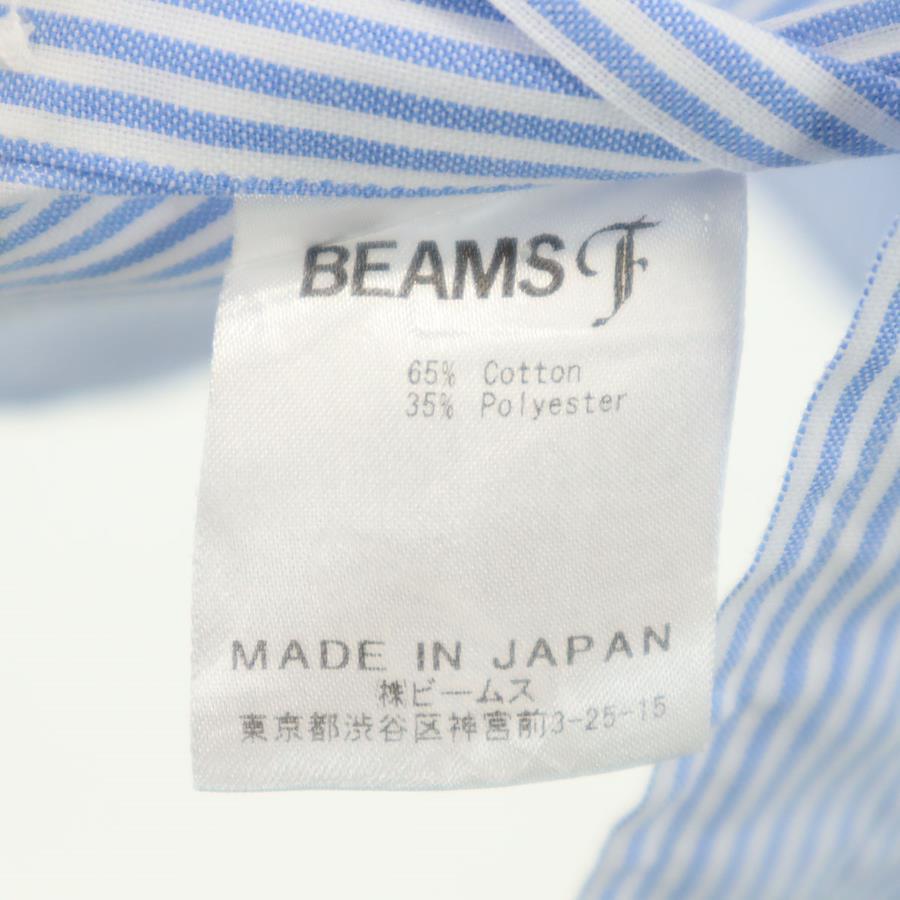 BEAMS F
65% Cotton
35% Polyester
MADE IN JAPAN
㈱ビームス
東京都渋谷区神宮前3-25-15